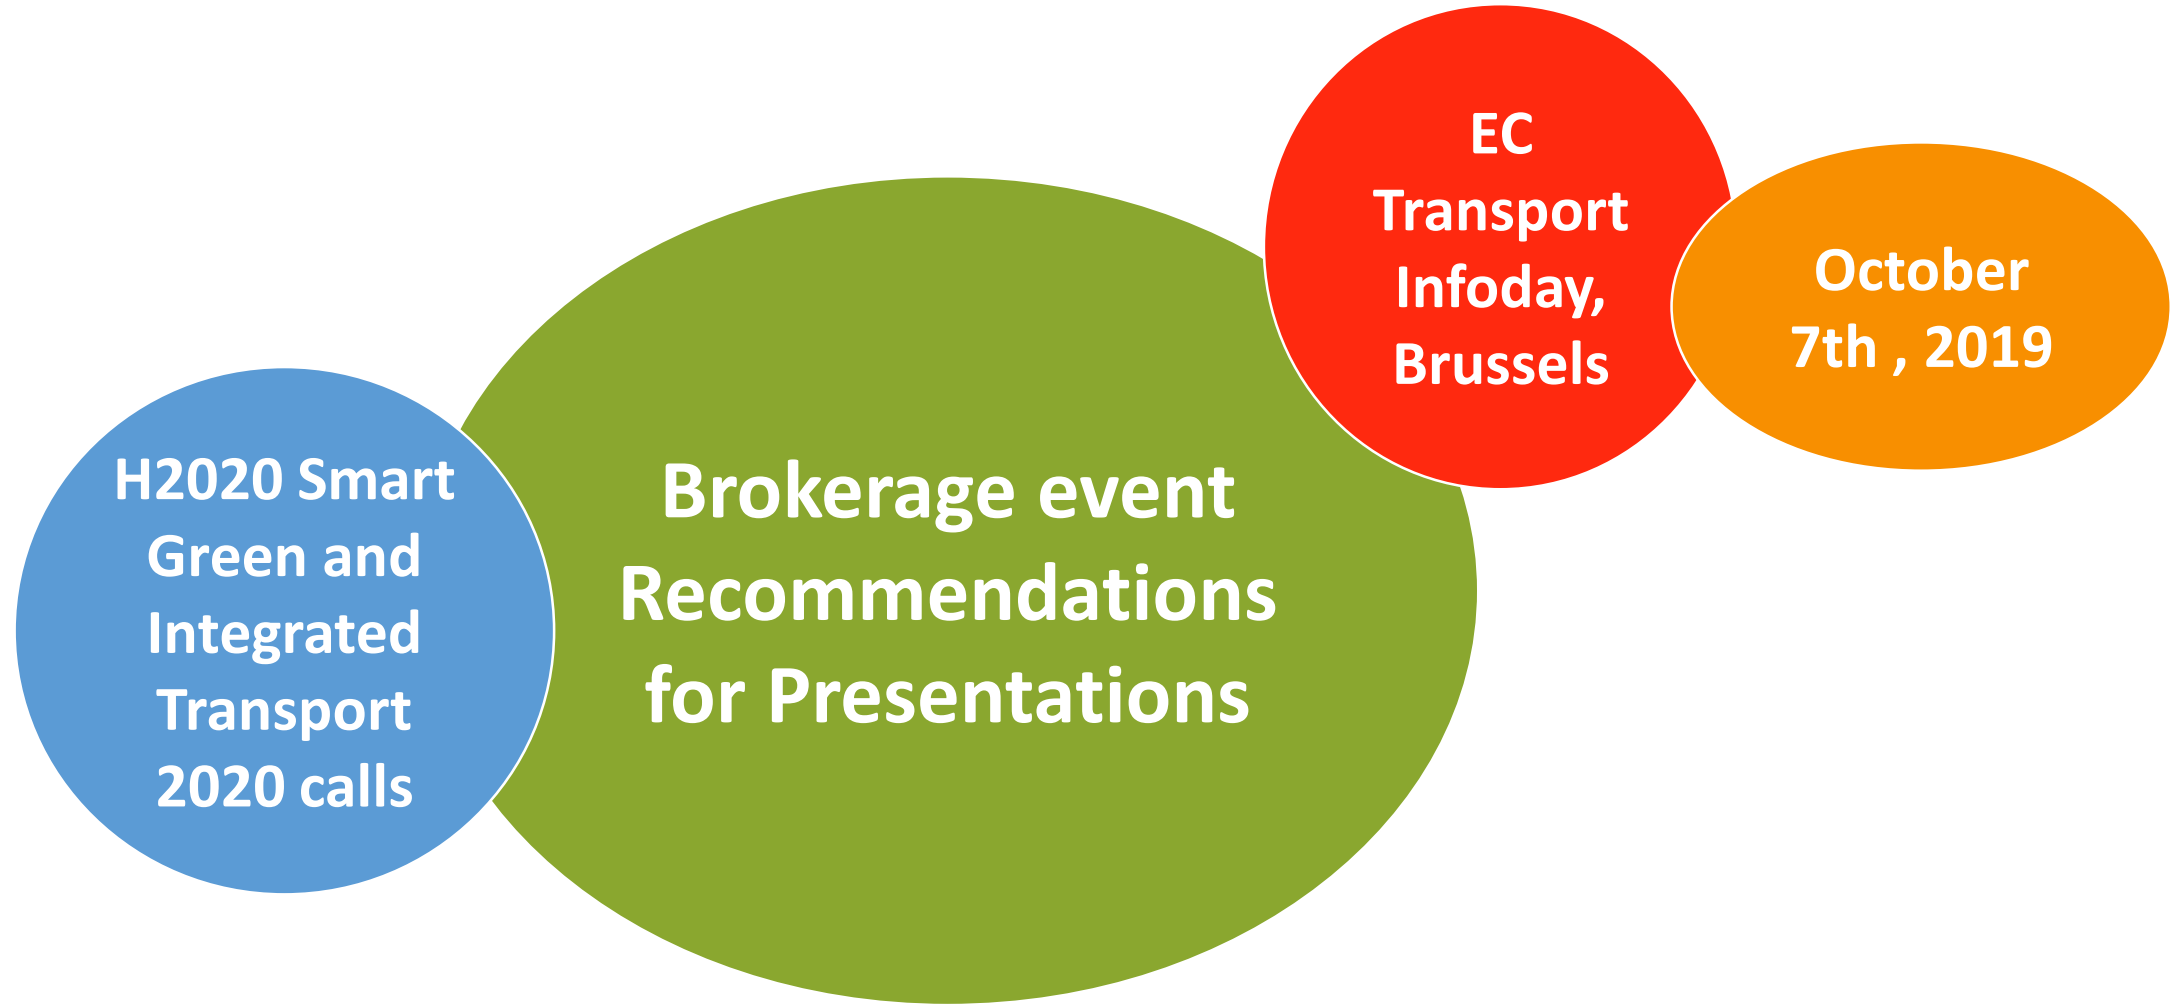 H2020 Smart
Green and
Integrated
Transport
2020 calls
Brokerage event
Recommendations
for Presentations
EC
Transport
Infoday,
Brussels
October
7th , 2019